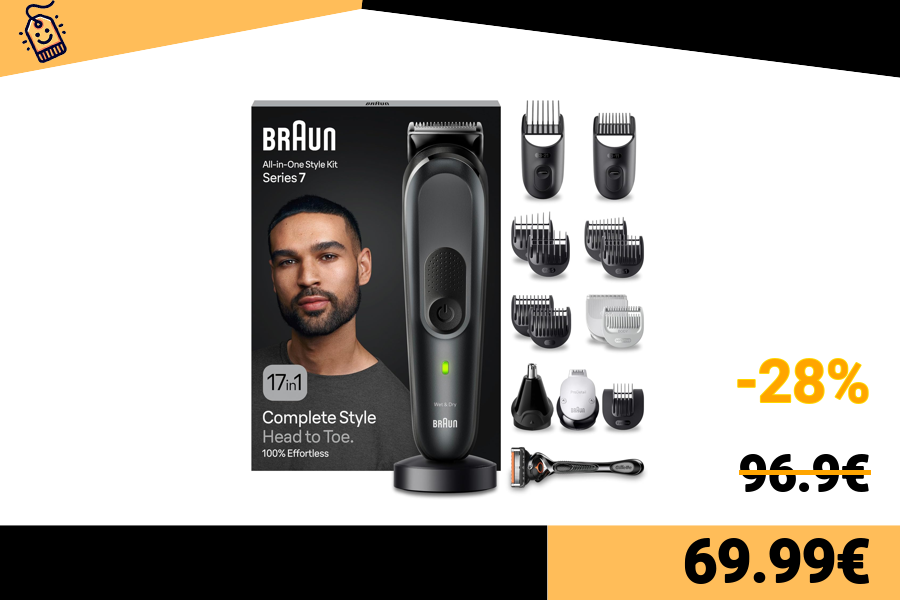 BRAUN
BRAUN
All-in-One Style Kit
Series 7
17in1
Complete Style
Head to Toe.
100% Effortless
Wet & Dry
BRAUN
-28%
96.9€
69.99€